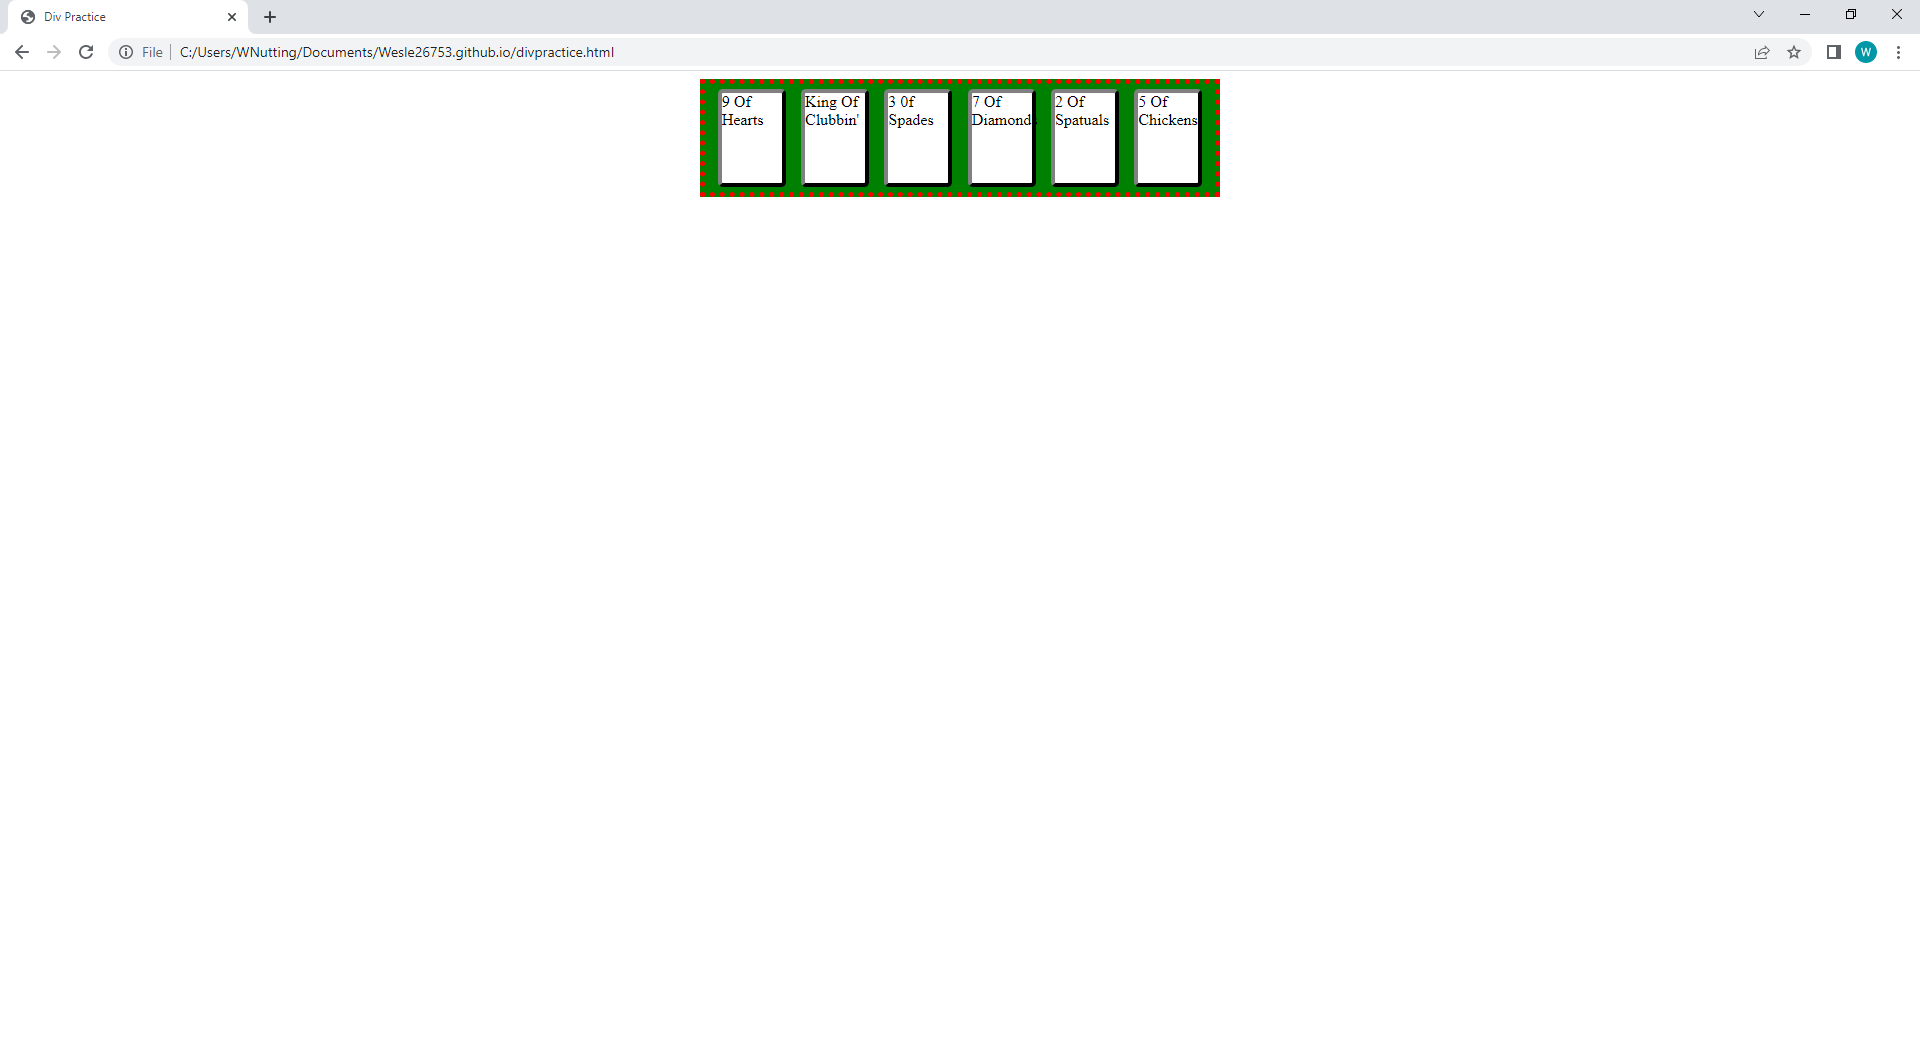 Div Practice
File
C:/Users/WNutting/Documents/Wesle26753.github.io/divpractice.html
W
9 Of
Hearts
King Of
Clubbin'
3 0f
Spades
7 Of
Diamonds
2 Of
Spatuals
5 Of
Chickens